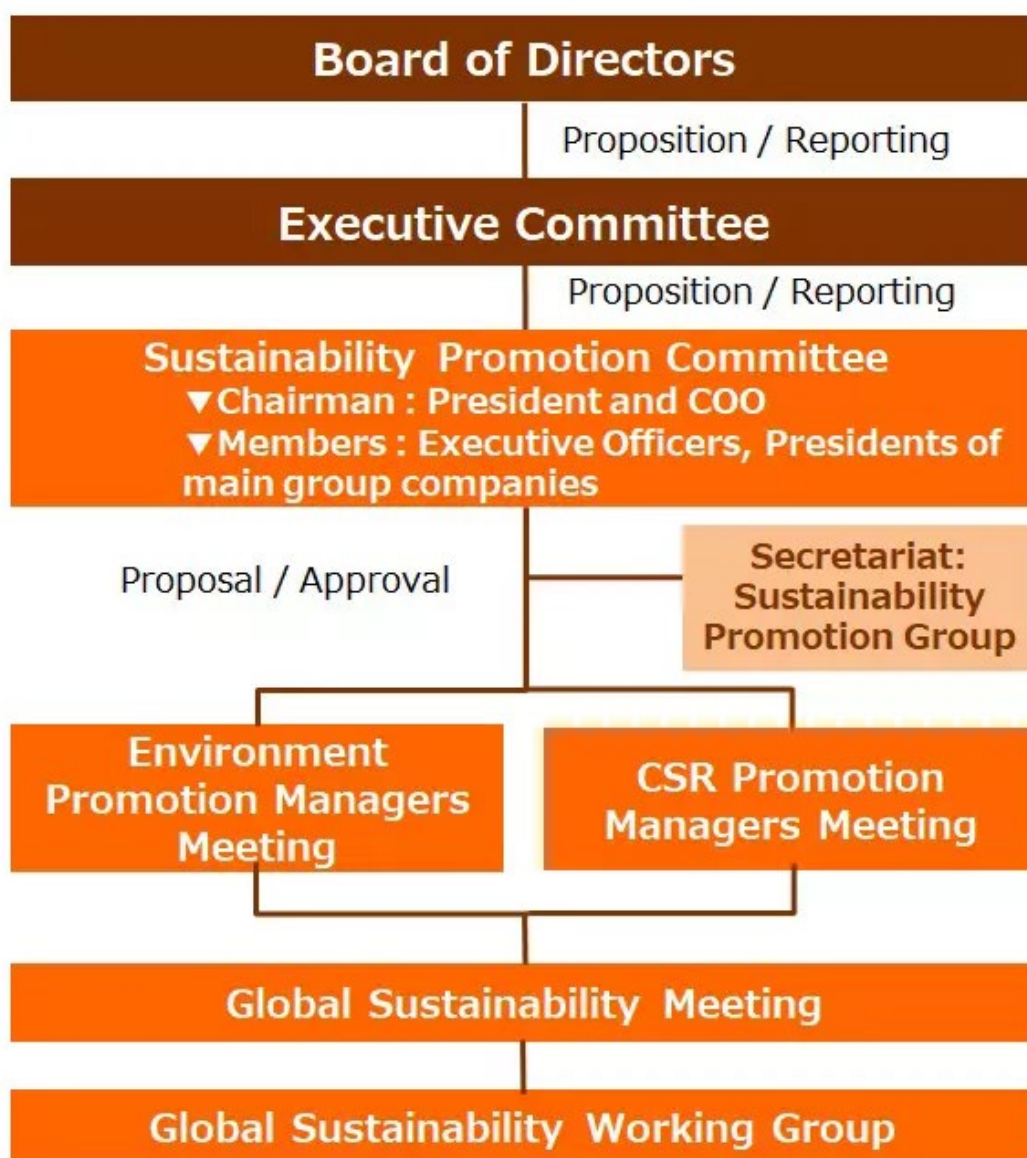 Board of Directors
Proposition / Reporting
Executive Committee
Proposition / Reporting
Sustainability Promotion Committee
▼Chairman : President and COO
▼Members : Executive Officers, Presidents of
main group companies
Proposal / Approval
Secretariat:
Sustainability
Promotion Group
Environment
Promotion Managers
Meeting
CSR Promotion
Managers Meeting
Global Sustainability Meeting
Global Sustainability Working Group